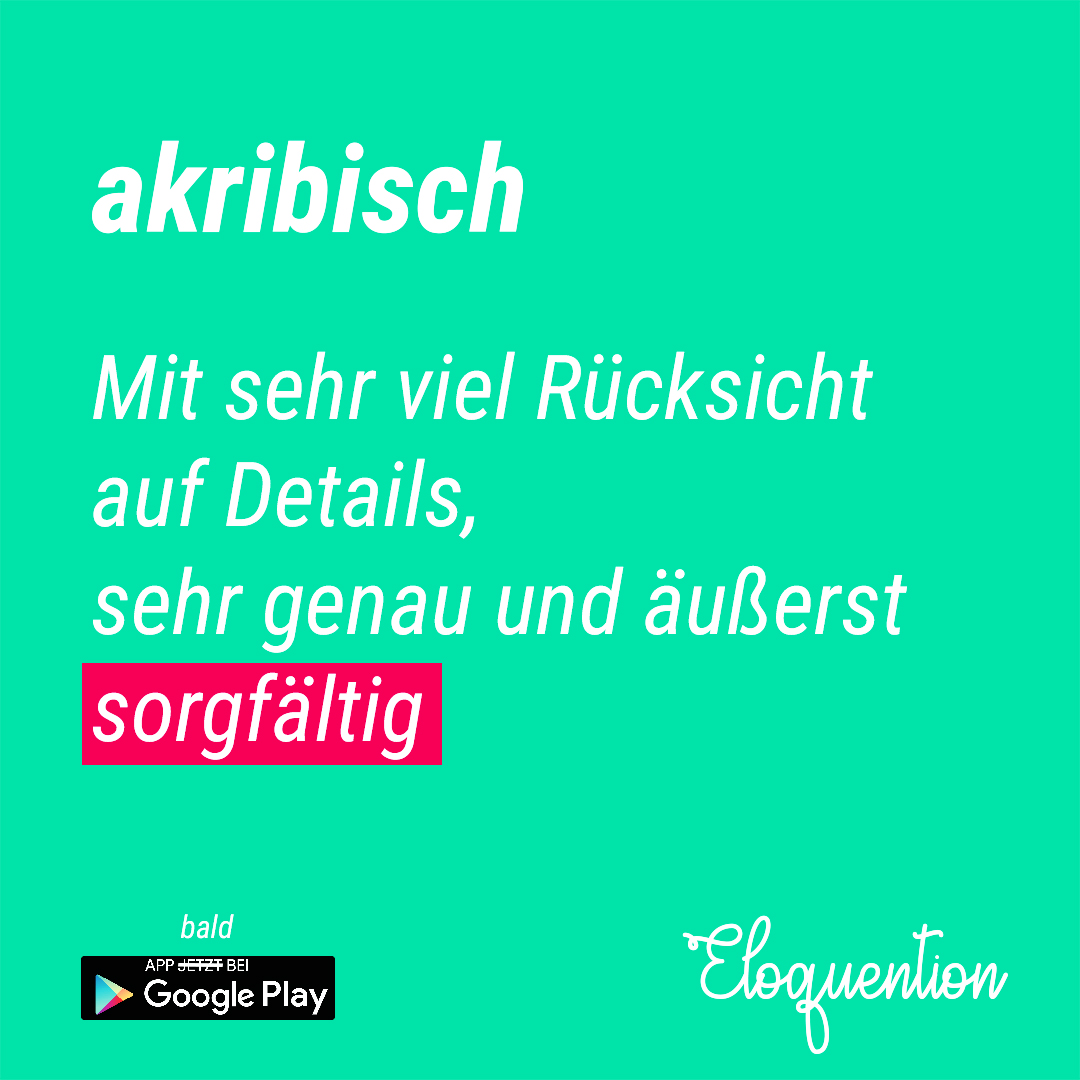 akribisch
Mit sehr viel Rücksicht
auf Details,
sehr genau und äußerst
sorgfältig
bald
APP JETZT BEI
Google Play
Eloquention